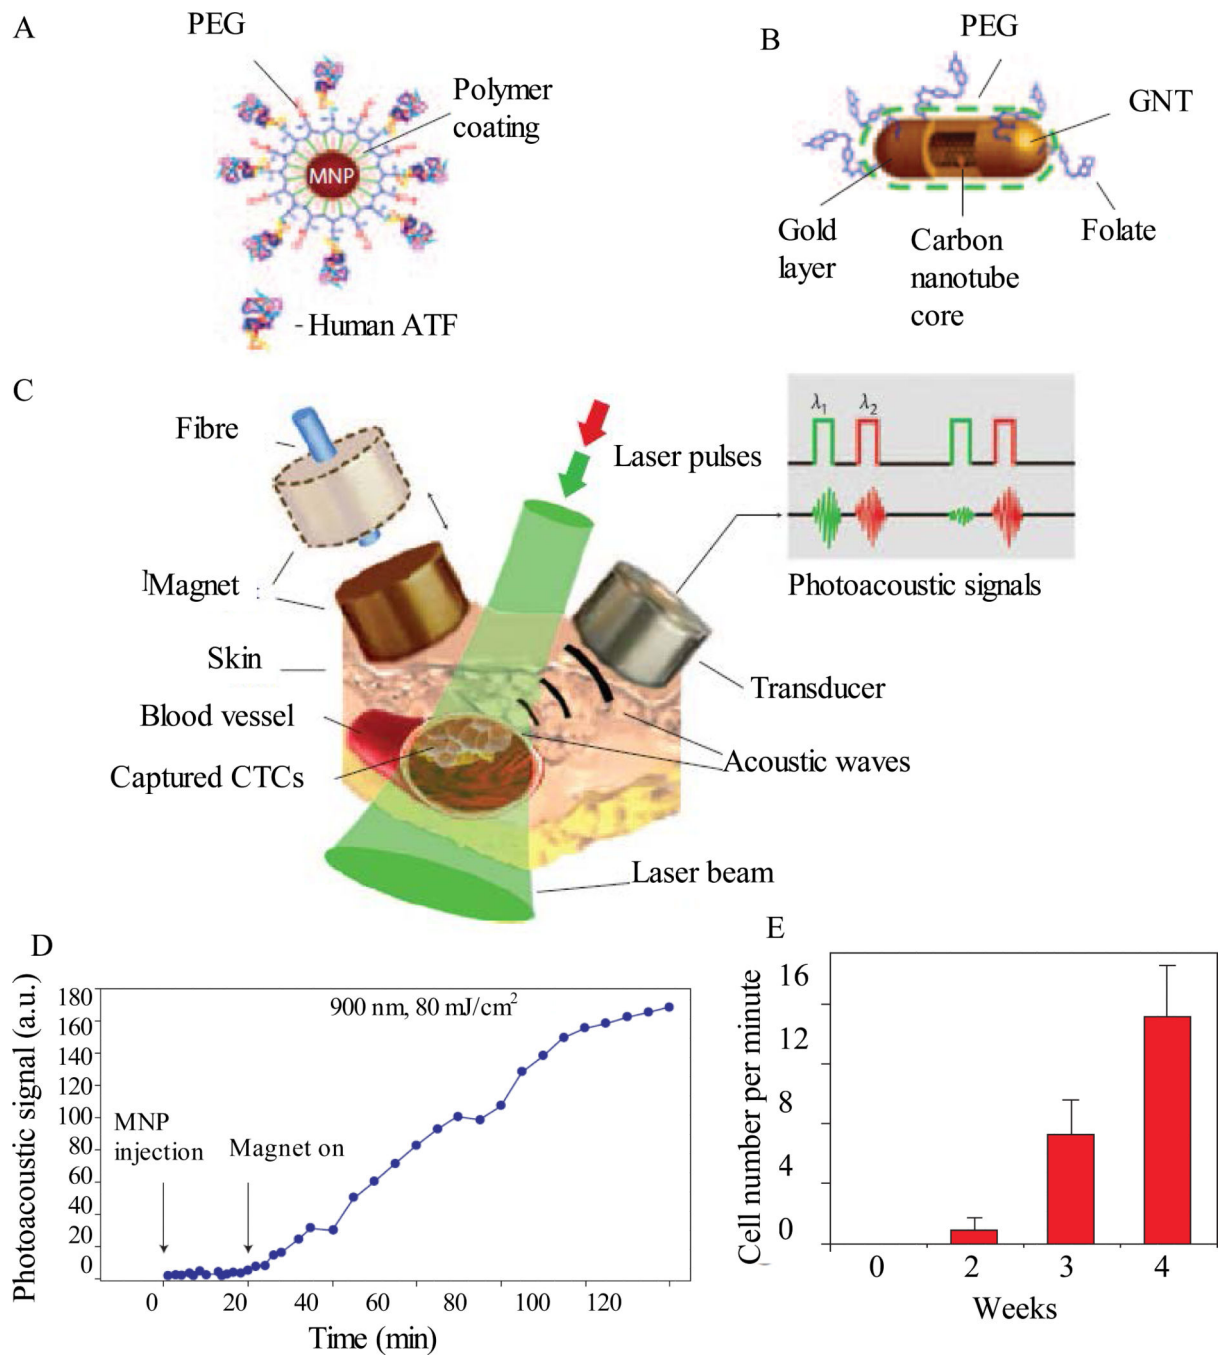 A
PEG
Polymer
coating
MNP
Human ATF
B
PEG
GNT
Gold
layer
Carbon
nanotube
core
Folate
C
Fibre
Magnet
Skin
Blood vessel
Captured CTCs
Laser pulses
λ1 λ2
Photoacoustic signals
Transducer
Acoustic waves
Laser beam
D
Photoacoustic signal (a.u.)
180
160
140
120
100
80
60
40
20
0
900 nm, 80 mJ/cm²
MNP
injection
Magnet on
0 20 40 60 80 100 120
Time (min)
E
Cell number per minute
16
12
8
4
0
0 2 3 4
Weeks